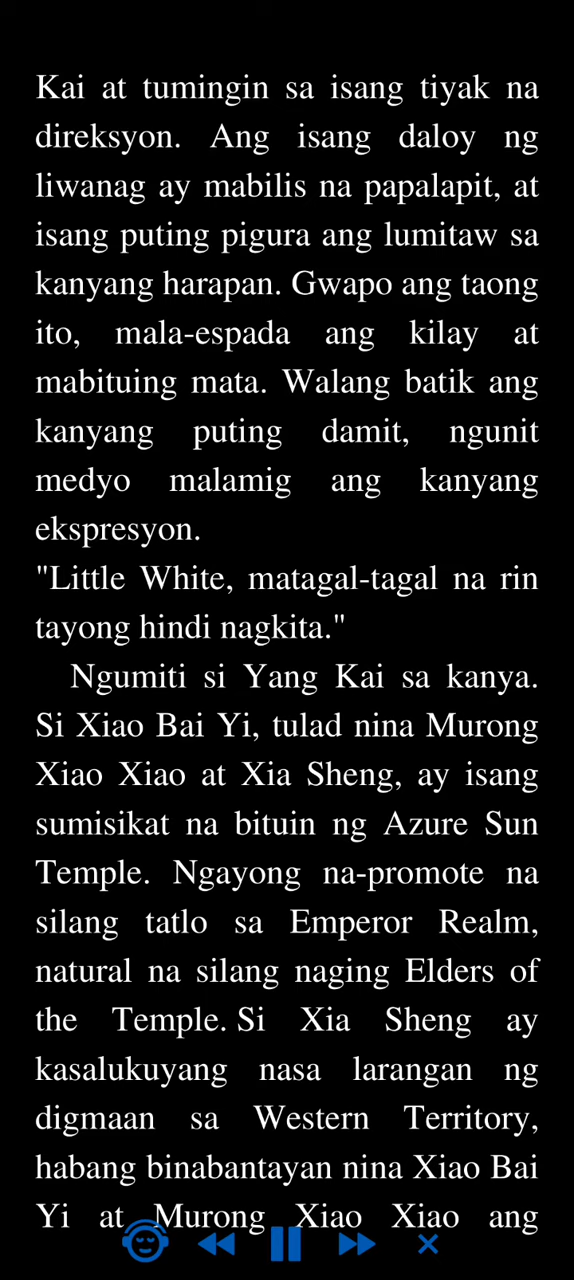 Kai at tumingin sa isang tiyak na
direksyon. Ang isang daloy ng
liwanag ay mabilis na papalapit, at
isang puting pigura ang lumitaw sa
kanyang harapan. Gwapo ang taong
ito, mala-espada ang kilay at
mabituing mata. Walang batik ang
kanyang puting damit, ngunit
medyo malamig ang kanyang
ekspresyon.
"Little White, matagal-tagal na rin
tayong hindi nagkita."
Ngumiti si Yang Kai sa kanya.
Si Xiao Bai Yi, tulad nina Murong
Xiao Xiao at Xia Sheng, ay isang
sumisikat na bituin ng Azure Sun
Temple. Ngayong na-promote na
silang tatlo sa Emperor Realm,
natural na silang naging Elders of
the Temple. Si Xia Sheng ay
kasalukuyang nasa larangan ng
digmaan sa Western Territory,
habang binabantayan nina Xiao Bai
Yi at Murong Xiao Xiao ang